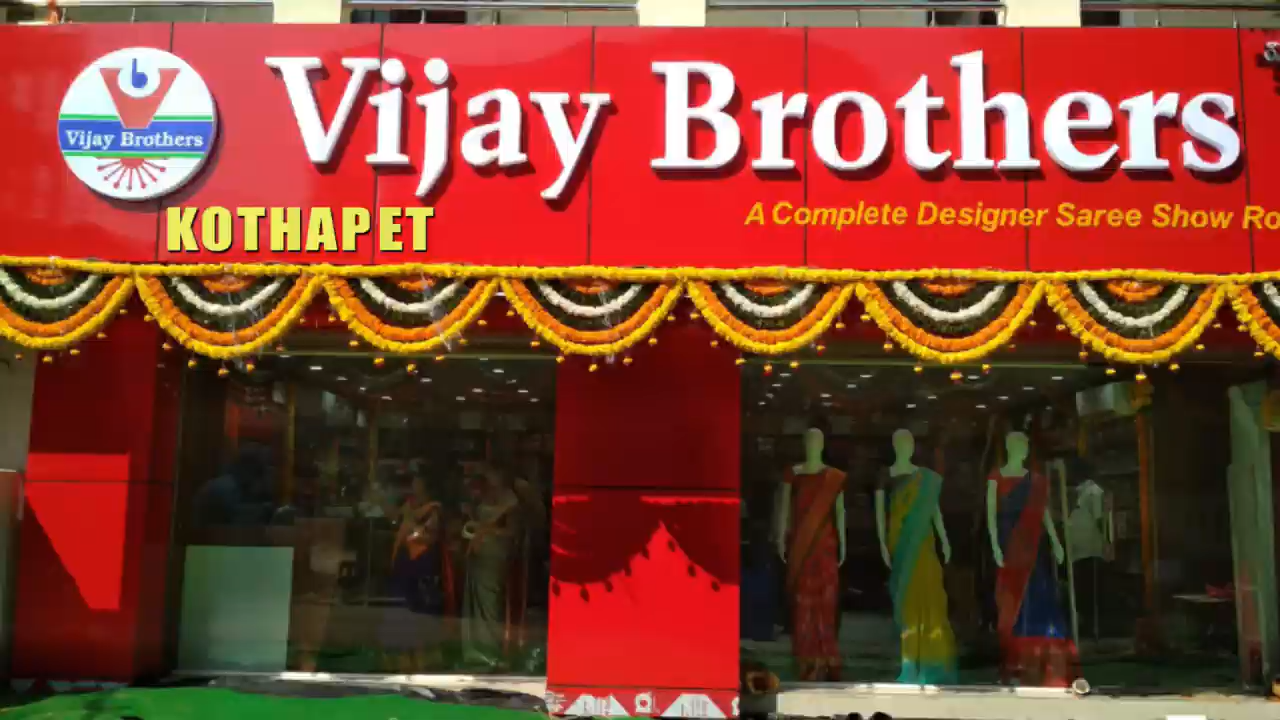 Vijay Brothers
b
Vijay Brothers
KOTHAPET
A Complete Designer Saree Show Ro